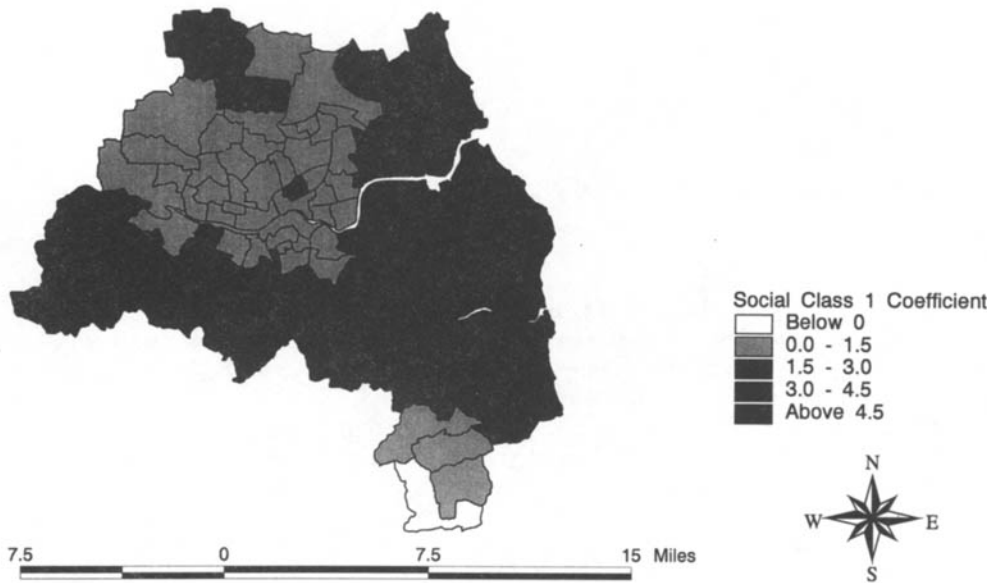 Social Class 1 Coefficient
Below 0
0.0 - 1.5
1.5 - 3.0
3.0 - 4.5
Above 4.5
N
W E
S
7.5 0 7.5 15 Miles